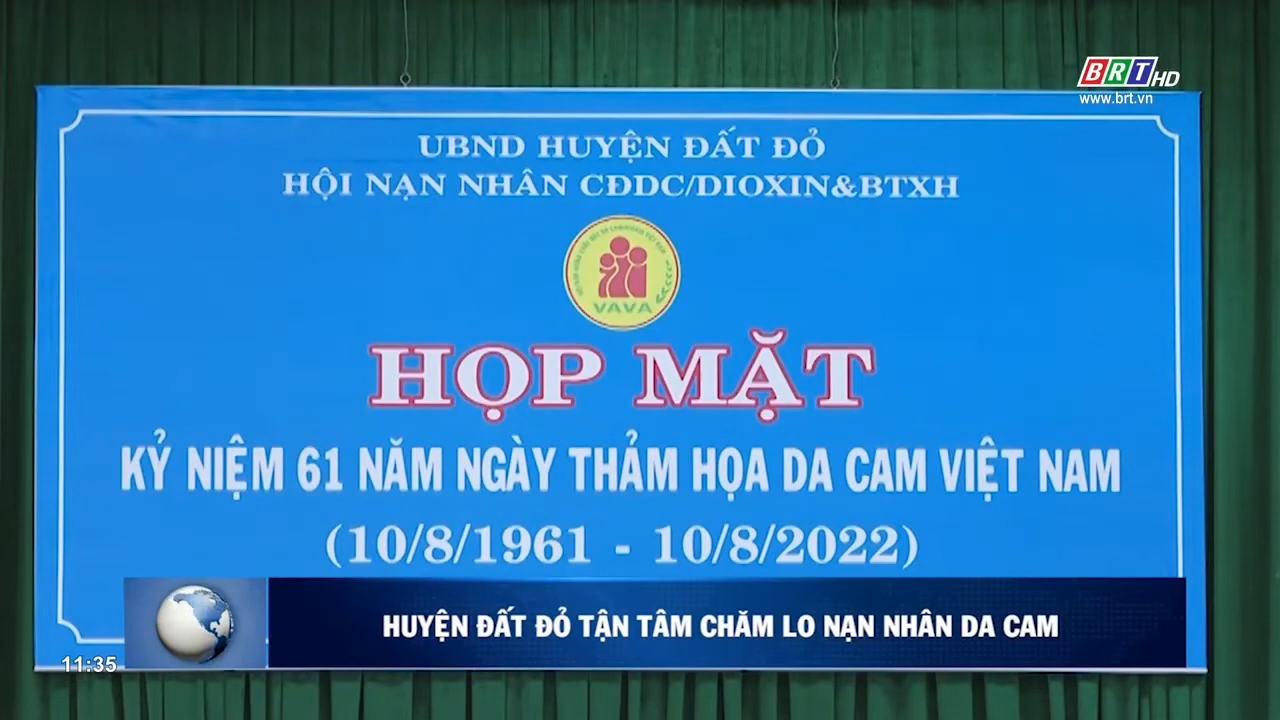 BRT HD
www.brt.vn
UBND HUYỆN ĐẤT ĐỎ
HỘI NẠN NHÂN CĐDC/DIOXIN&BTXH
VAVA
HỌP MẶT
KỶ NIỆM 61 NĂM NGÀY THẢM HỌA DA CAM VIỆT NAM
(10/8/1961 - 10/8/2022)
HUYỆN ĐẤT ĐỎ TẬN TÂM CHĂM LO NẠN NHÂN DA CAM
11:35